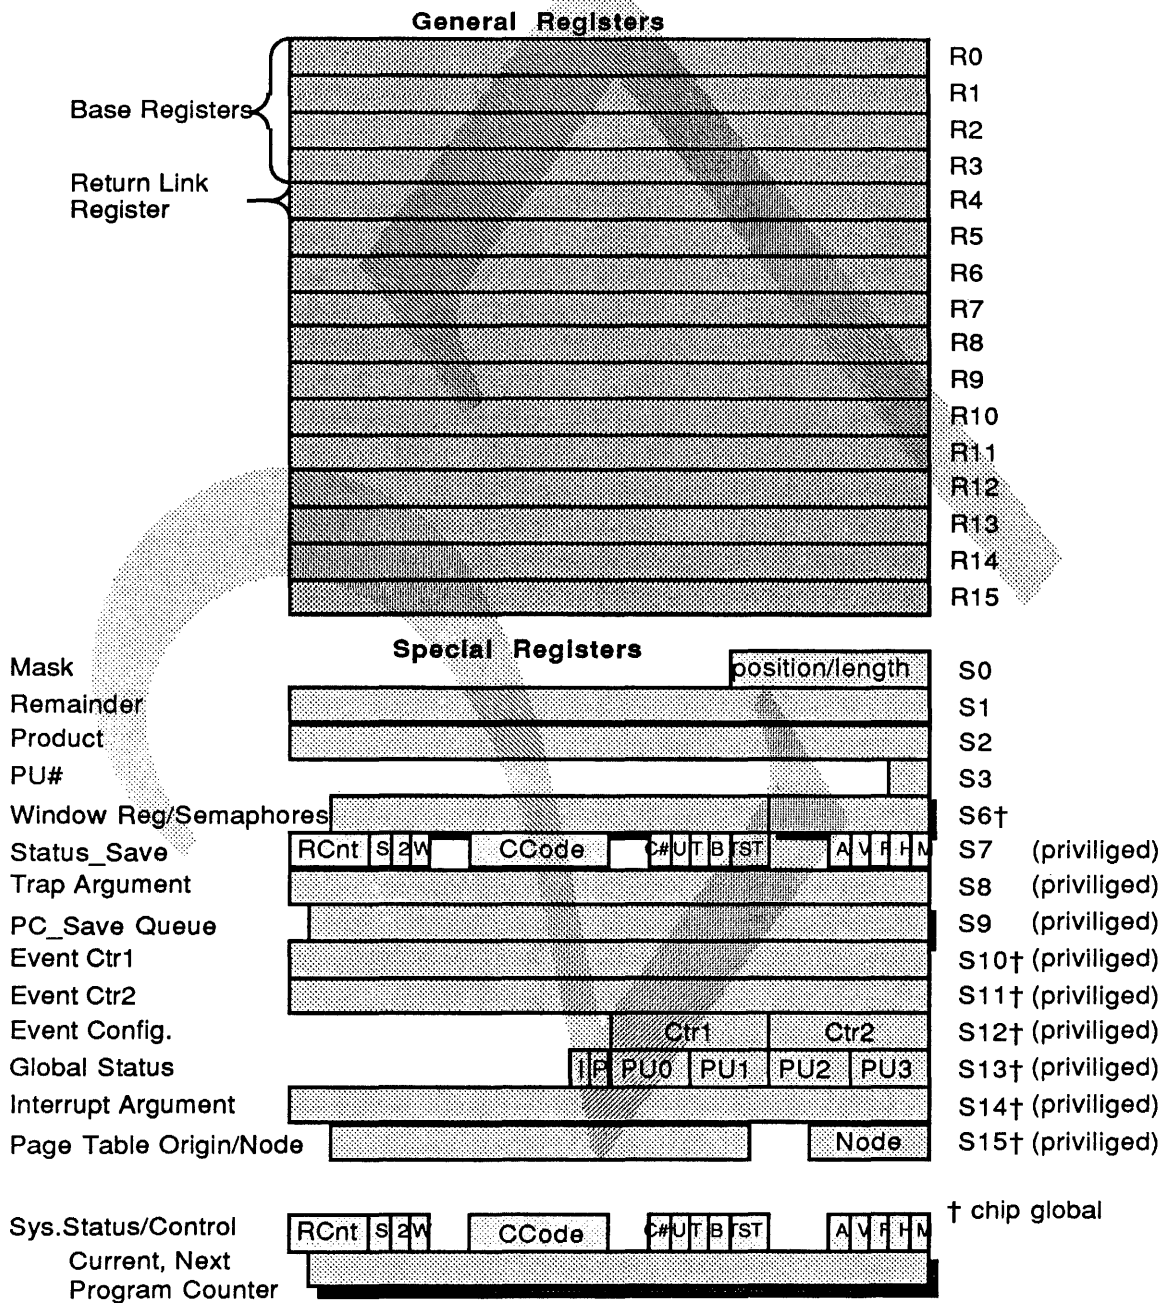 General Registers
R0
R1
Base Registers
R2
R3
Return Link
Register
R4
R5
R6
R7
R8
R9
R10
R11
R12
R13
R14
R15
Special Registers
Mask position/length S0
Remainder S1
Product S2
PU# S3
Window Reg/Semaphores S6†
Status_Save RCnt S 2 W CCode C# U T B TST A V F H M S7 (priviliged)
Trap Argument S8 (priviliged)
PC_Save Queue S9 (priviliged)
Event Ctr1 S10† (priviliged)
Event Ctr2 S11† (priviliged)
Event Config. Ctr1 Ctr2 S12† (priviliged)
Global Status I P PU0 PU1 PU2 PU3 S13† (priviliged)
Interrupt Argument S14† (priviliged)
Page Table Origin/Node Node S15† (priviliged)
† chip global
Sys.Status/Control RCnt S 2 W CCode C# U T B TST A V F H M
Current, Next
Program Counter